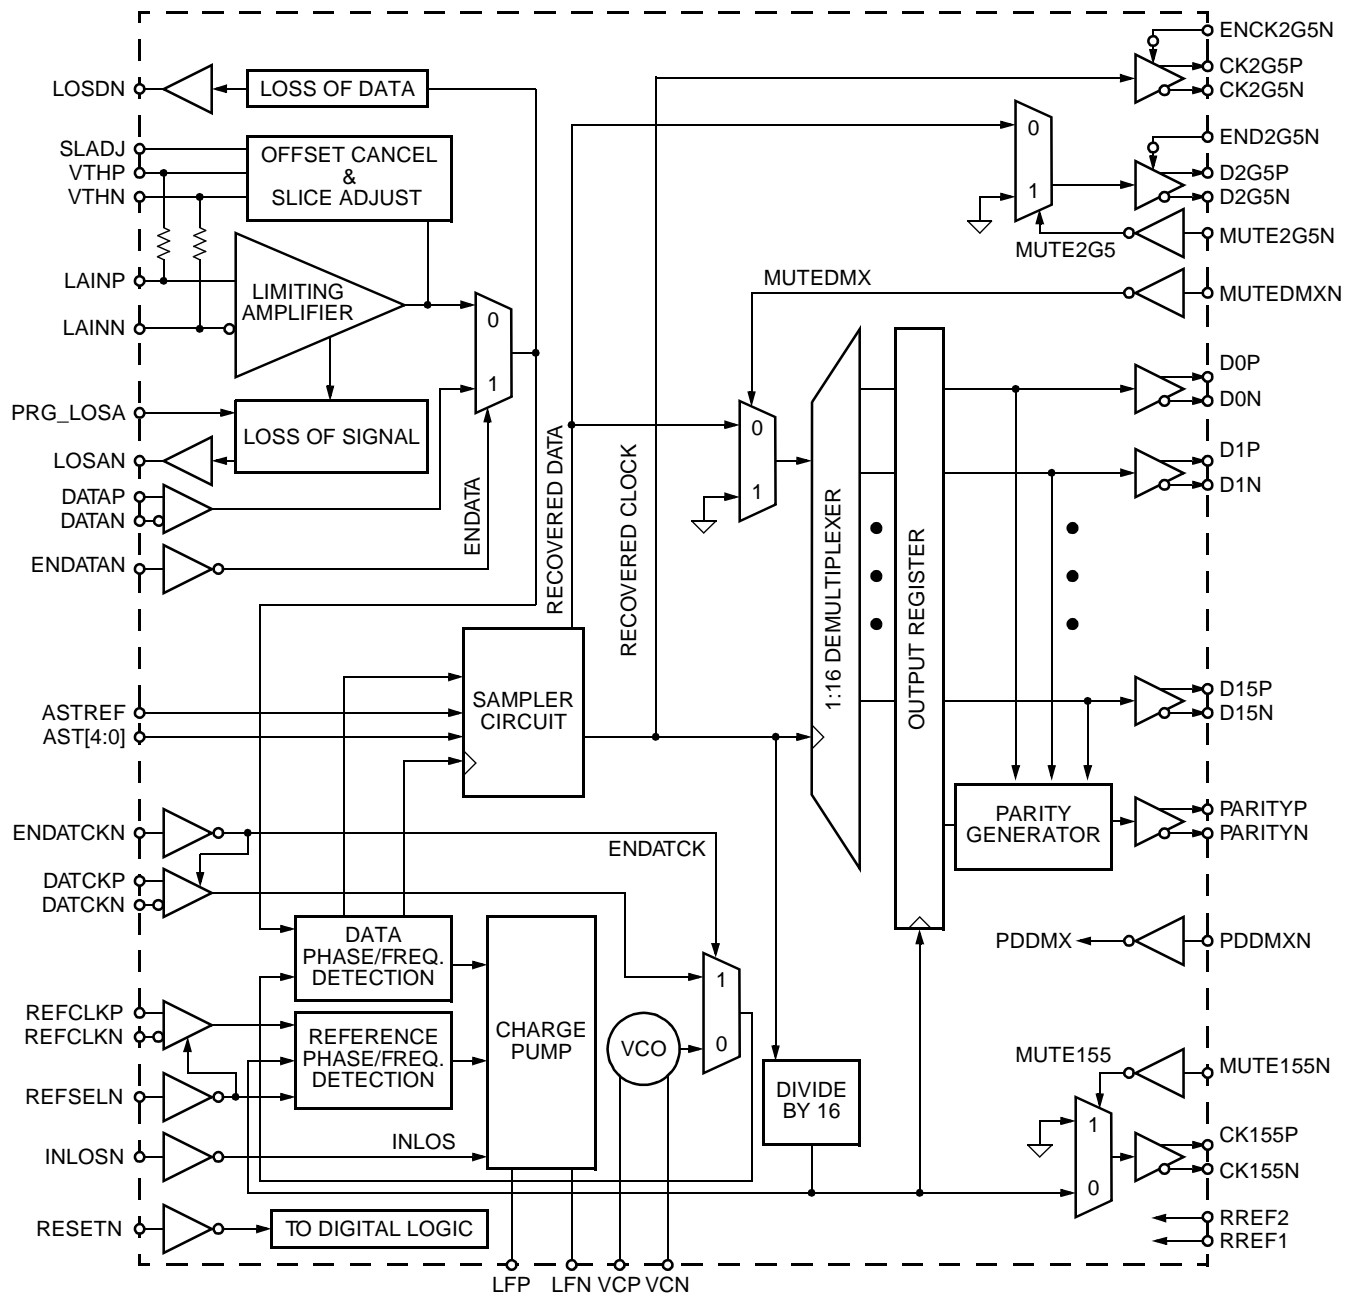 ENCK2G5N
CK2G5P
CK2G5N
LOSDN
LOSS OF DATA
END2G5N
D2G5P
D2G5N
SLADJ
VTHP
VTHN
OFFSET CANCEL
&
SLICE ADJUST
0
1
MUTE2G5
MUTE2G5N
LAINP
LAINN
LIMITING
AMPLIFIER
0
1
MUTEDMX
MUTEDMXN
D0P
D0N
PRG_LOSA
LOSS OF SIGNAL
LOSAN
0
1
D1P
D1N
DATAP
DATAN
ENDATAN
ENDATA
RECOVERED DATA
RECOVERED CLOCK
1:16 DEMULTIPLEXER
OUTPUT REGISTER
SAMPLER
CIRCUIT
ASTREF
AST[4:0]
D15P
D15N
ENDATCKN
ENDATCK
PARITY
GENERATOR
PARITYP
PARITYN
DATCKP
DATCKN
DATA
PHASE/FREQ.
DETECTION
PDDMX
PDDMXN
REFCLKP
REFCLKN
REFERENCE
PHASE/FREQ.
DETECTION
CHARGE
PUMP
VCO
1
0
REFSELN
DIVIDE
BY 16
MUTE155
MUTE155N
INLOSN
INLOS
1
0
CK155P
CK155N
RESETN
TO DIGITAL LOGIC
RREF2
RREF1
LFP
LFN
VCP
VCN